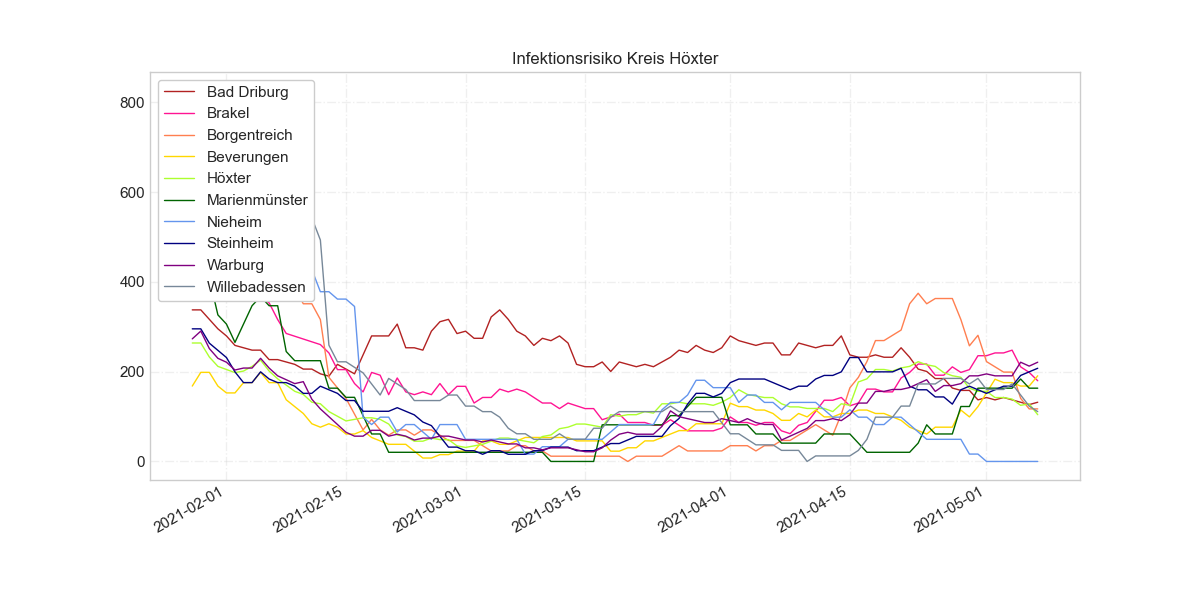 Infektionsrisiko Kreis Höxter
800
600
400
200
0
Bad Driburg
Brakel
Borgentreich
Beverungen
Höxter
Marienmünster
Nieheim
Steinheim
Warburg
Willebadessen
2021-02-01
2021-02-15
2021-03-01
2021-03-15
2021-04-01
2021-04-15
2021-05-01